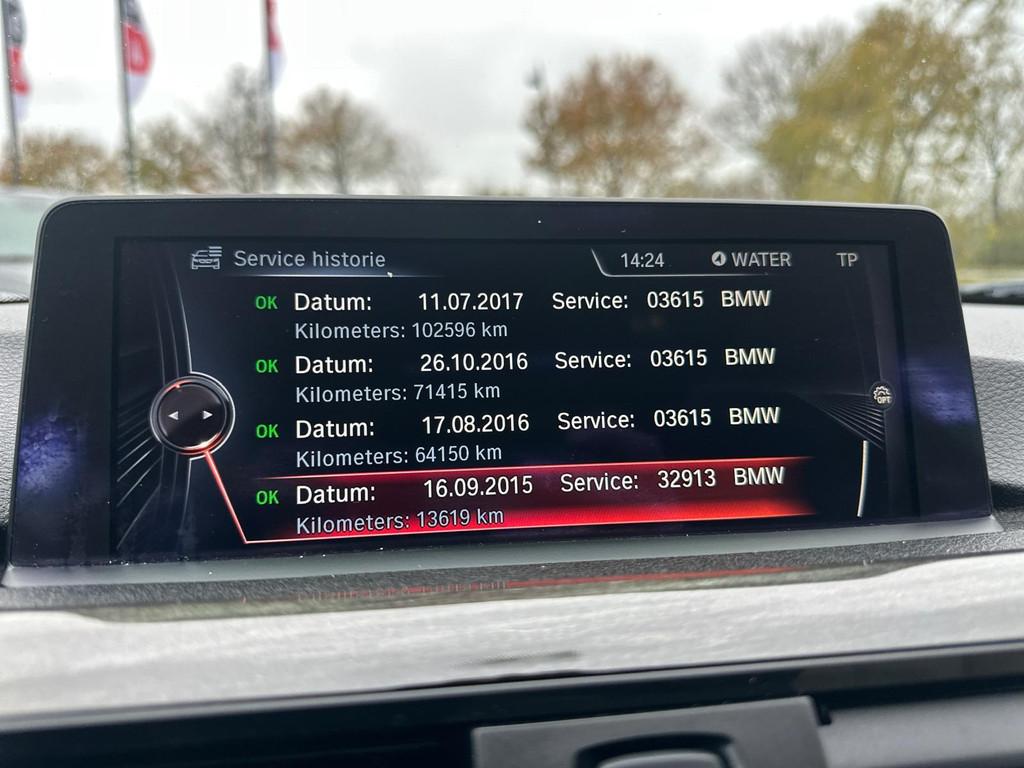 Service historie 14:24 WATER TP
OK Datum: 11.07.2017 Service: 03615 BMW
Kilometers: 102596 km
OK Datum: 26.10.2016 Service: 03615 BMW
Kilometers: 71415 km
OPT
OK Datum: 17.08.2016 Service: 03615 BMW
Kilometers: 64150 km
OK Datum: 16.09.2015 Service: 32913 BMW
Kilometers: 13619 km